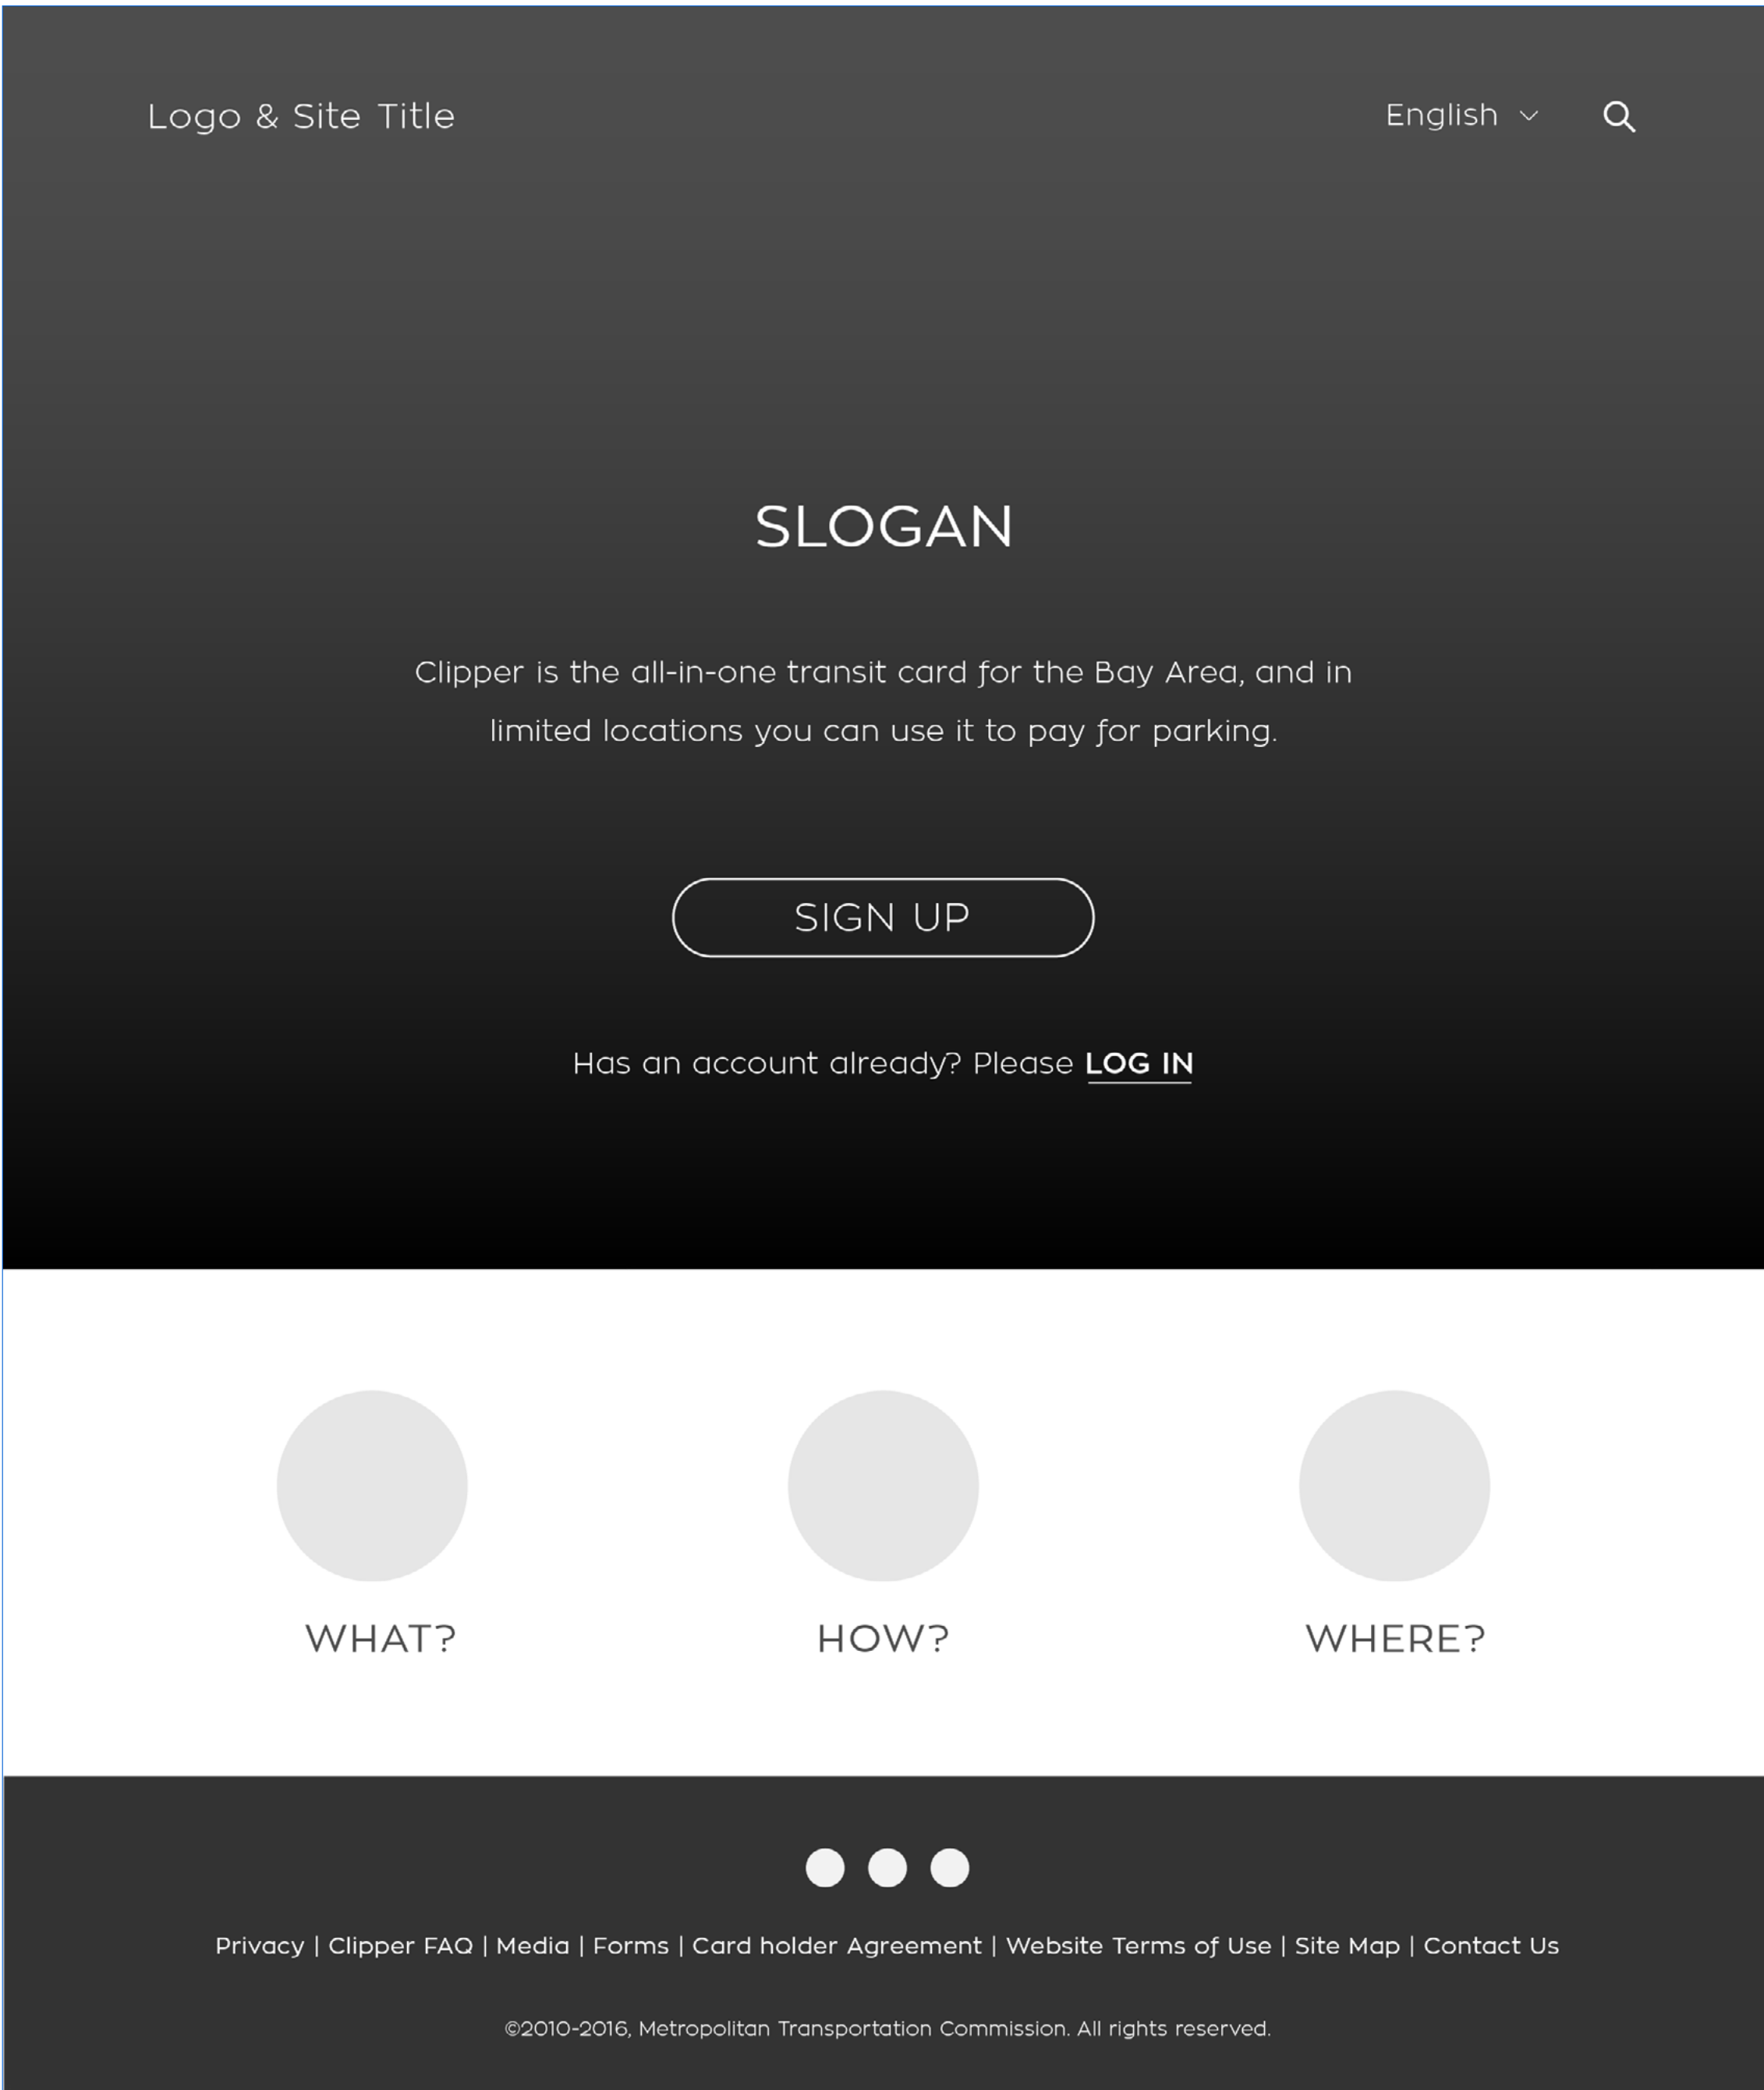 Logo & Site Title
English
SLOGAN
Clipper is the all-in-one transit card for the Bay Area, and in
limited locations you can use it to pay for parking.
SIGN UP
Has an account already? Please LOG IN
WHAT?
HOW?
WHERE?
Privacy | Clipper FAQ | Media | Forms | Card holder Agreement | Website Terms of Use | Site Map | Contact Us
©2010-2016, Metropolitan Transportation Commission. All rights reserved.